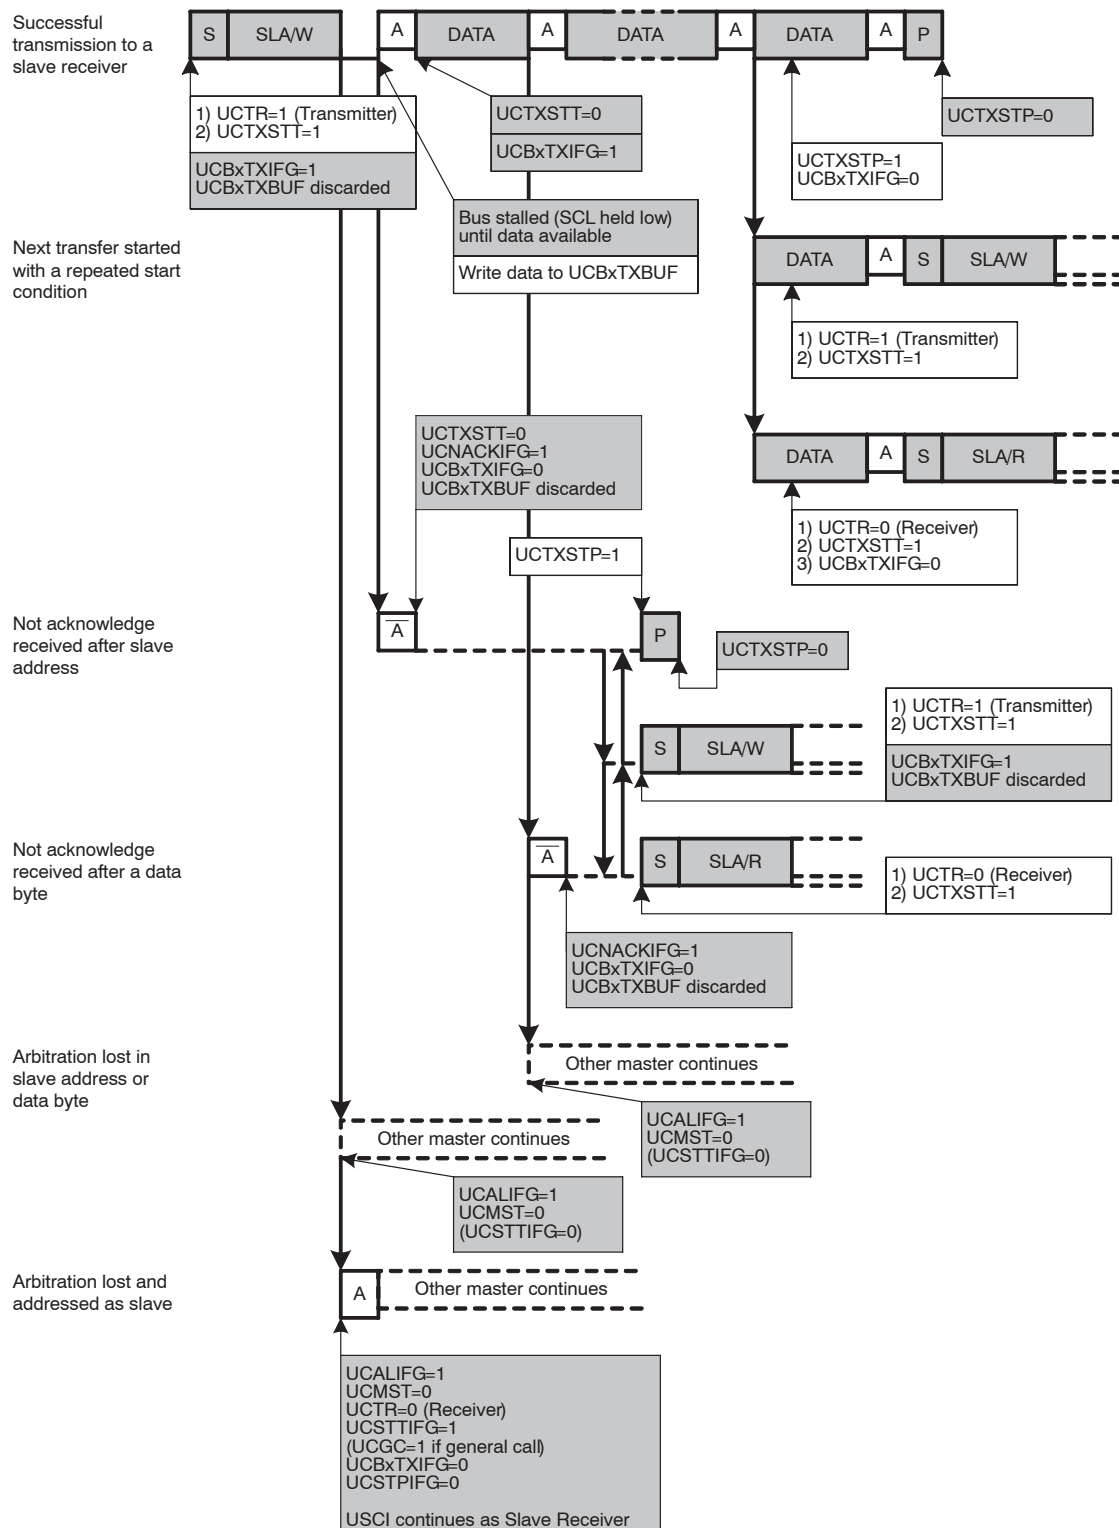 Successful
transmission to a
slave receiver
S SLA/W A DATA A DATA A DATA A P
1) UCTR=1 (Transmitter)
2) UCTXSTT=1
UCBxTXIFG=1
UCBxTXBUF discarded
UCTXSTT=0
UCBxTXIFG=1
UCTXSTP=0
UCTXSTP=1
UCBxTXIFG=0
Bus stalled (SCL held low)
until data available
Write data to UCBxTXBUF
Next transfer started
with a repeated start
condition
DATA A S SLA/W
1) UCTR=1 (Transmitter)
2) UCTXSTT=1
DATA A S SLA/R
1) UCTR=0 (Receiver)
2) UCTXSTT=1
3) UCBxTXIFG=0
UCTXSTT=0
UCNACKIFG=1
UCBxTXIFG=0
UCBxTXBUF discarded
UCTXSTP=1
Not acknowledge
received after slave
address
A P
UCTXSTP=0
S SLA/W
1) UCTR=1 (Transmitter)
2) UCTXSTT=1
UCBxTXIFG=1
UCBxTXBUF discarded
Not acknowledge
received after a data
byte
A S SLA/R
1) UCTR=0 (Receiver)
2) UCTXSTT=1
UCNACKIFG=1
UCBxTXIFG=0
UCBxTXBUF discarded
Arbitration lost in
slave address or
data byte
Other master continues
UCALIFG=1
UCMST=0
(UCSTTIFG=0)
Other master continues
UCALIFG=1
UCMST=0
(UCSTTIFG=0)
Arbitration lost and
addressed as slave
A Other master continues
UCALIFG=1
UCMST=0
UCTR=0 (Receiver)
UCSTTIFG=1
(UCGC=1 if general call)
UCBxTXIFG=0
UCSTPIFG=0
USCI continues as Slave Receiver